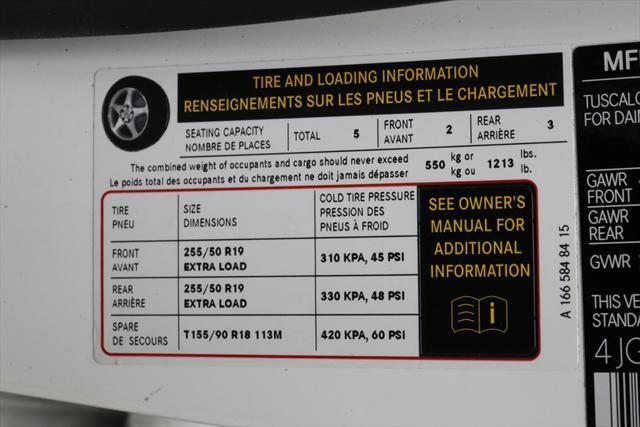 TIRE AND LOADING INFORMATION
RENSEIGNEMENTS SUR LES PNEUS ET LE CHARGEMENT
SEATING CAPACITY
NOMBRE DE PLACES
TOTAL 5
FRONT
AVANT
2
REAR
ARRIÈRE
3
The combined weight of occupants and cargo should never exceed
Le poids total des occupants et du chargement ne doit jamais dépasser
550 kg or
kg ou
1213 lbs.
lb.
TIRE
PNEU
SIZE
DIMENSIONS
COLD TIRE PRESSURE
PRESSION DES
PNEUS À FROID
FRONT
AVANT
255/50 R19
EXTRA LOAD
310 KPA, 45 PSI
REAR
ARRIÈRE
255/50 R19
EXTRA LOAD
330 KPA, 48 PSI
SPARE
DE SECOURS
T155/90 R18 113M
420 KPA, 60 PSI
SEE OWNER'S
MANUAL FOR
ADDITIONAL
INFORMATION
i
A 166 584 84 15
TUSCAL
FOR DAI
GAWR
FRONT
GAWR
REAR
GVWR
THIS VE
STANDA
4JG